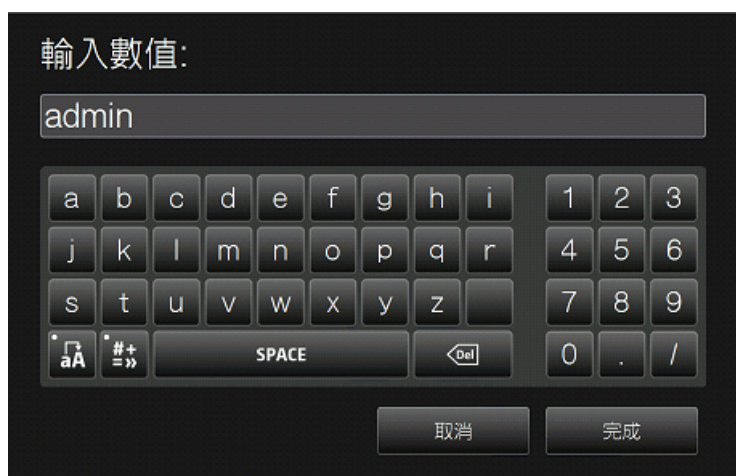 輸入數值:
admin
a b c d e f g h i 1 2 3
j k l m n o p q r 4 5 6
s t u v w x y z 7 8 9
aA #+=» SPACE Del 0 . /
取消 完成